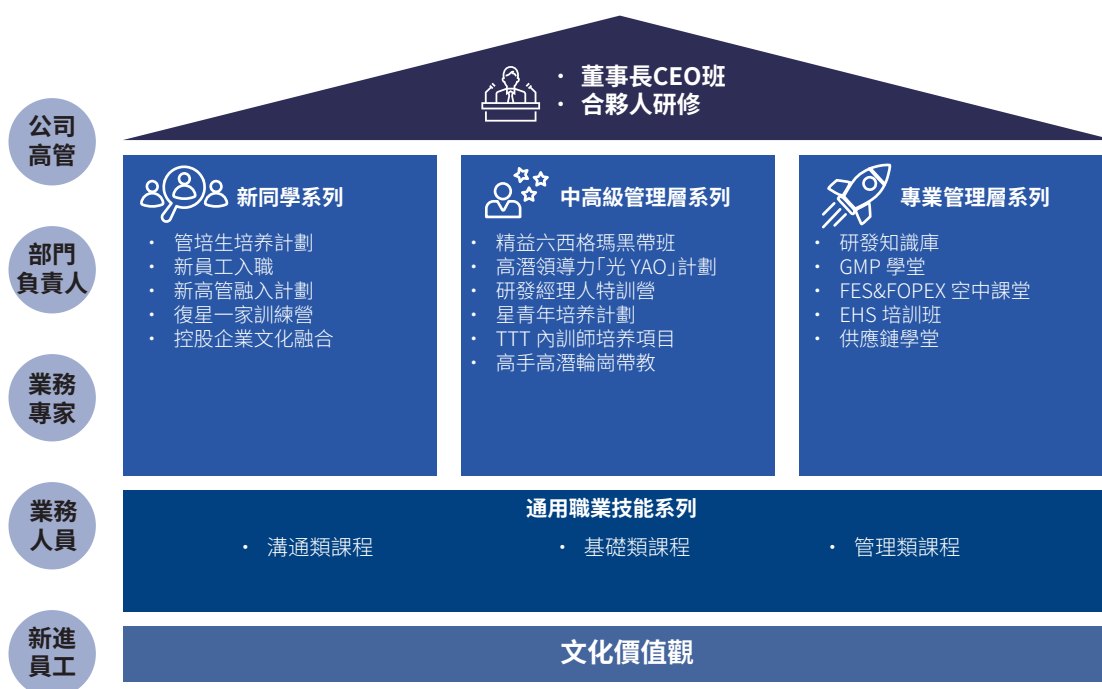 · 董事長CEO班
· 合夥人研修
公司
高管
部門
負責人
業務
專家
業務
人員
新進
員工
新同學系列
· 管培生培养計劃
· 新員工入職
· 新高管融入計劃
· 復星一家訓練營
· 控股企業文化融合
中高級管理層系列
· 精益六西格瑪黑帶班
· 高潛領導力「光 YAO」計劃
· 研發經理人特訓營
· 星青年培养計劃
· TTT 內訓師培养項目
· 高手高潛輪崗帶教
專業管理層系列
· 研發知識庫
· GMP 學堂
· FES&FOPEX 空中課堂
· EHS 培訓班
· 供應鏈學堂
通用職業技能系列
· 溝通類課程
· 基礎類課程
· 管理類課程
文化價值觀